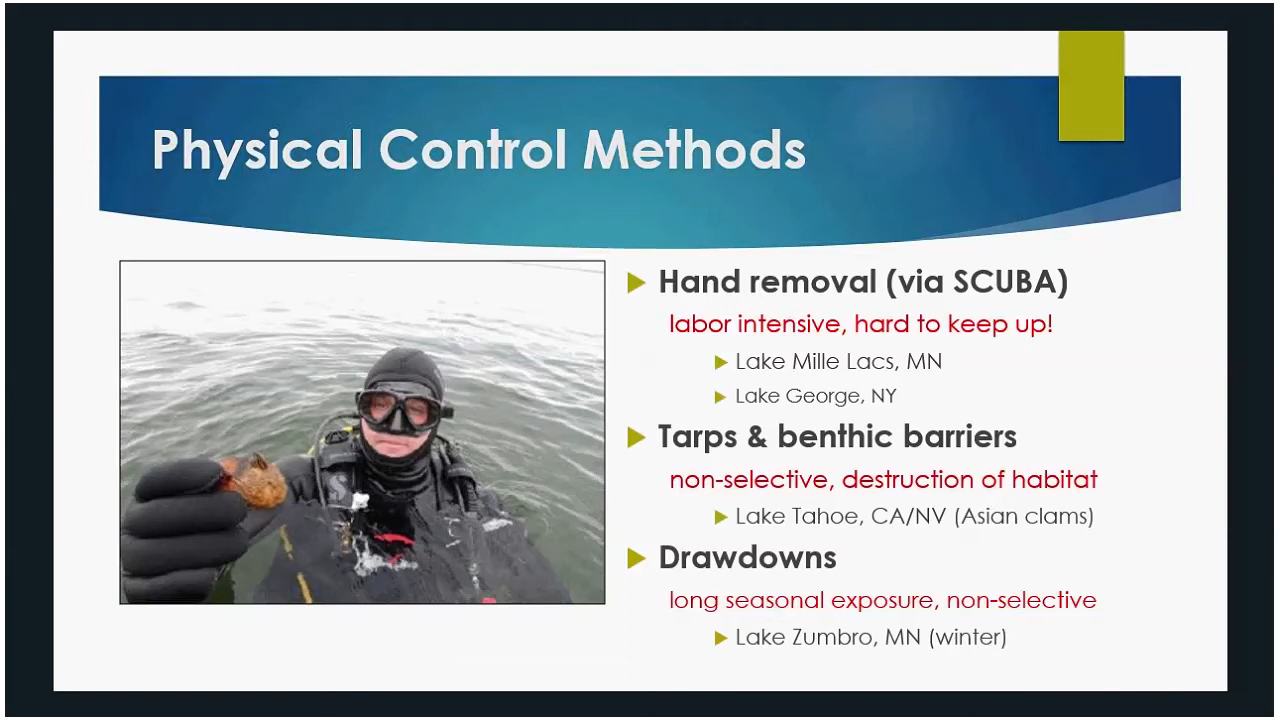 Physical Control Methods
Hand removal (via SCUBA)
labor intensive, hard to keep up!
Lake Mille Lacs, MN
Lake George, NY
Tarps & benthic barriers
non-selective, destruction of habitat
Lake Tahoe, CA/NV (Asian clams)
Drawdowns
long seasonal exposure, non-selective
Lake Zumbro, MN (winter)